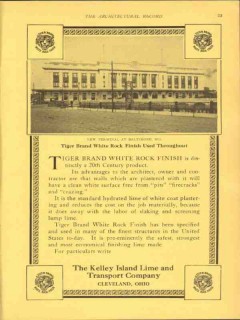 THE ARCHITECTURAL RECORD
NEW TERMINAL AT BALTIMORE, MD.
Tiger Brand White Rock Finish Used Throughout
TIGER BRAND WHITE ROCK FINISH is dis-
tinctly a 20th Century product.
Its advantages to the architect, owner and con-
tractor are that walls which are plastered with it will
have a clean white surface free from "pits" "firecracks"
and
It is the standard hydrated lime of white coat plaster-
ing and reduces the cost on the job materially, because
it does away with the labor of slaking and screening
lump lime.
Tiger Brand White Rock Finish has been specified
and used in many of the finest structures in the United
States to-day. It is pre-eminently the safest, strongest
and most economical finishing lime made.
For particulars write
The Kelley Island Lime and
Transport Company
CLEVELAND, OHIO